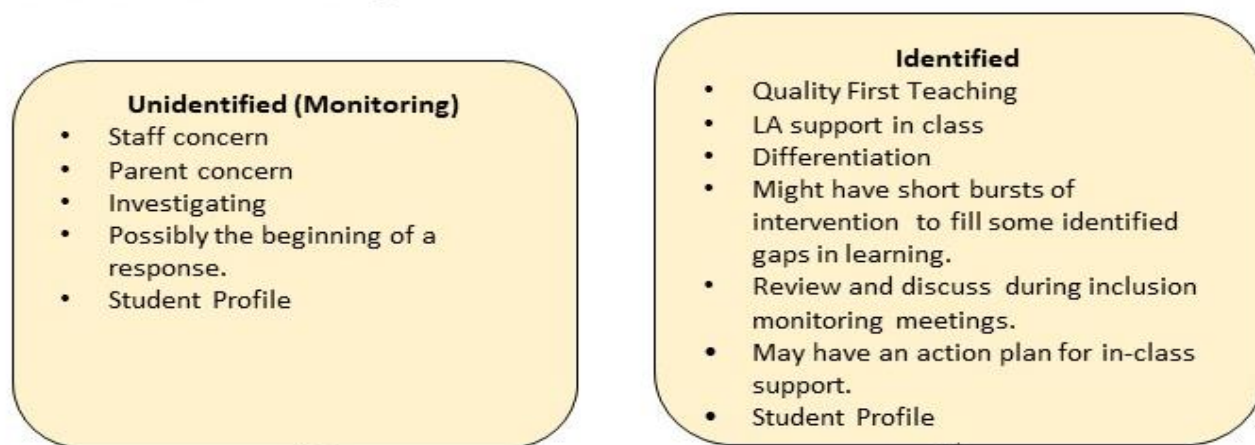 Unidentified (Monitoring)
• Staff concern
• Parent concern
• Investigating
• Possibly the beginning of a
response.
• Student Profile
Identified
• Quality First Teaching
• LA support in class
• Differentiation
• Might have short bursts of
intervention to fill some identified
gaps in learning.
• Review and discuss during inclusion
monitoring meetings.
• May have an action plan for in-class
support.
• Student Profile